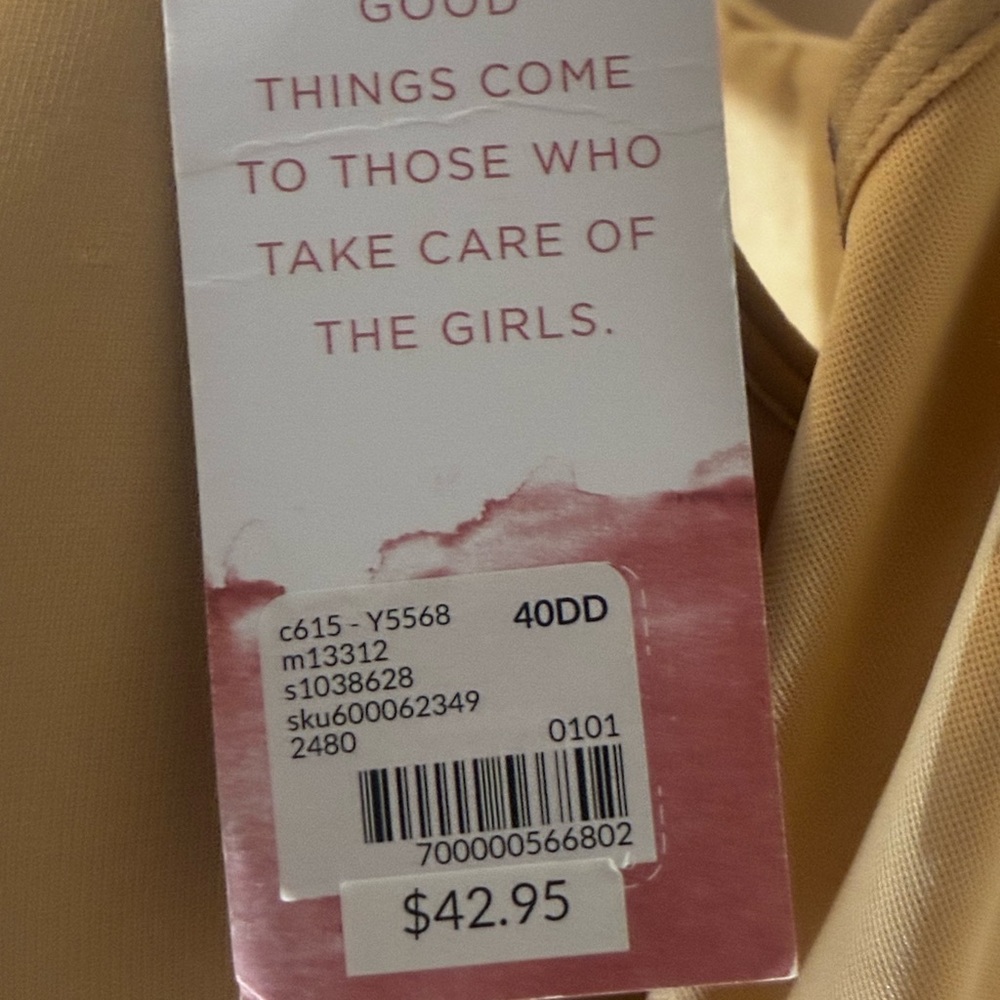 GOOD
THINGS COME
TO THOSE WHO
TAKE CARE OF
THE GIRLS.
c615 - Y5568 40DD
m13312
s1038628
sku600062349
2480 0101
700000566802
$42.95